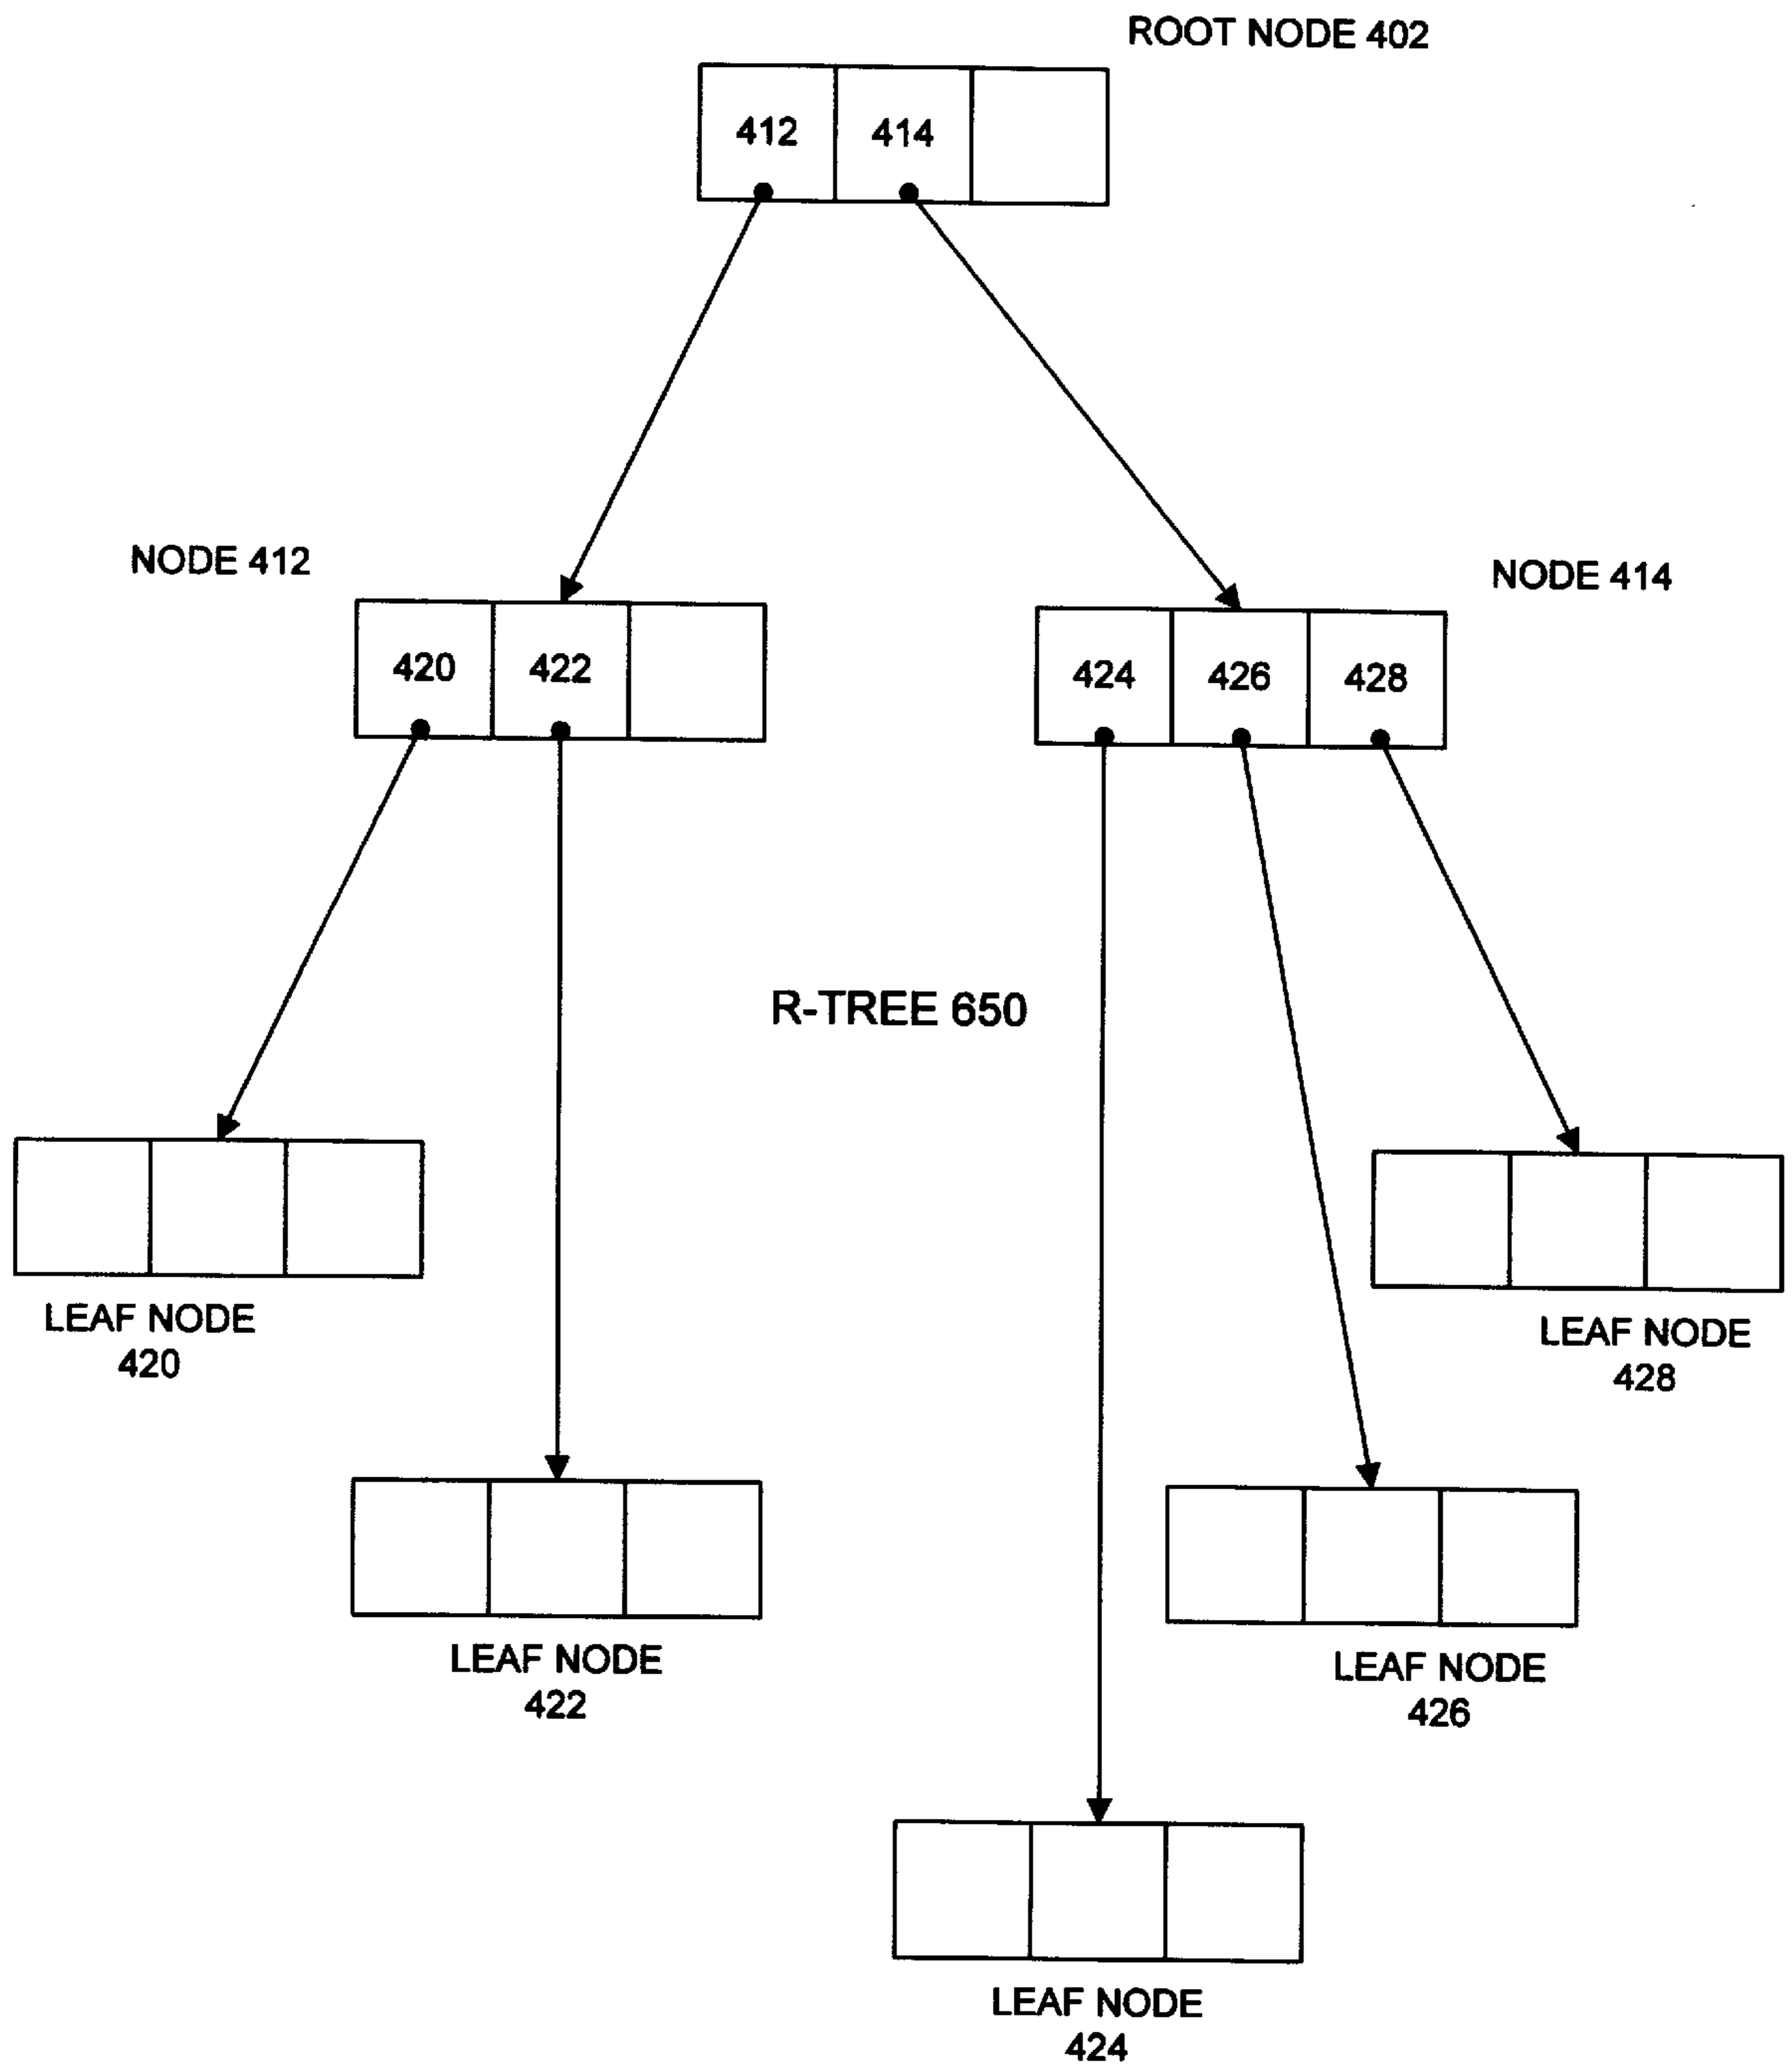 ROOT NODE 402
412 414
NODE 412
NODE 414
420 422
424 426 428
R-TREE 650
LEAF NODE
420
LEAF NODE
428
LEAF NODE
422
LEAF NODE
426
LEAF NODE
424